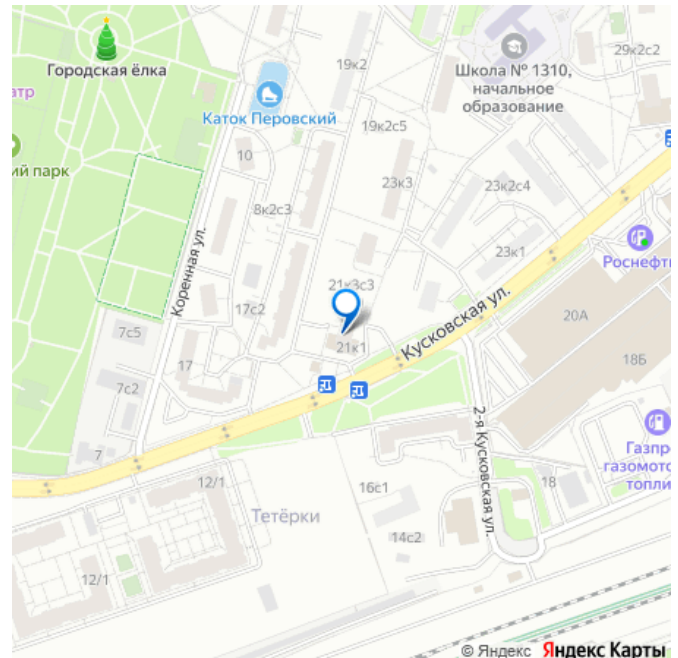 Городская ёлка
19к2
Школа № 1310,
начальное
образование
29к2с2
атр
Каток Перовский
19к2с5
ий парк
10
23к3
23к2с4
8к2с3
23к1
Роснефть
Коренная ул.
21к3с3
17с2
Кусковская ул.
20А
7с5
21к1
17
18Б
7с2
2-я Кусковская ул.
7
Газпр
газомото
топли
12/1
16с1
18
Тетёрки
14с2
12/1
© Яндекс Яндекс Карты